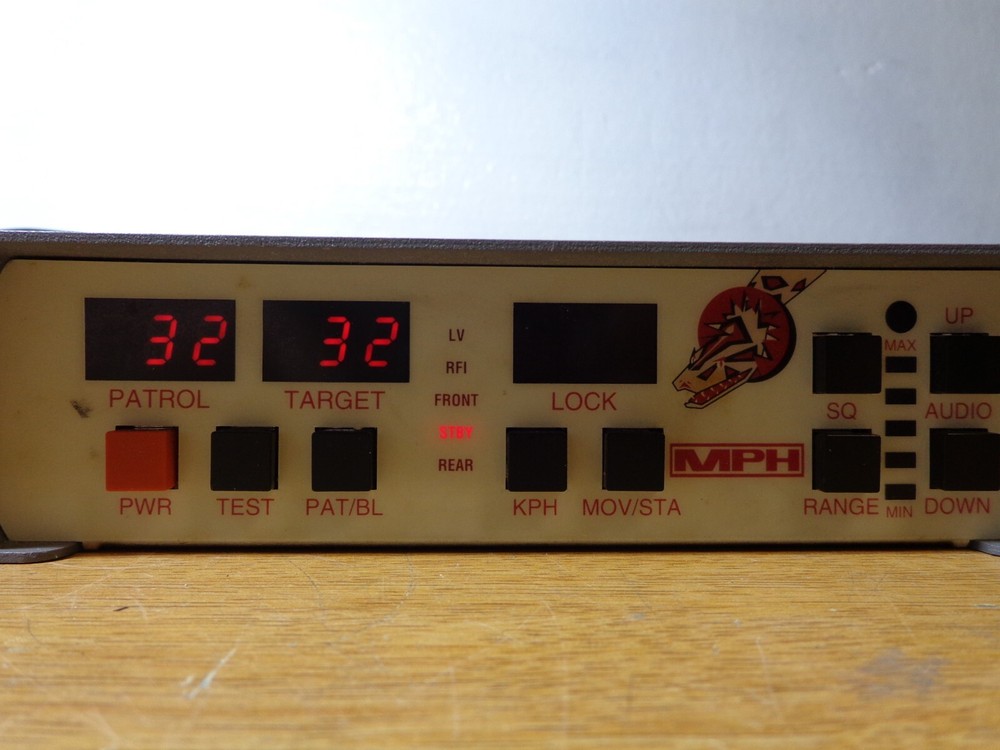 32 32
PATROL TARGET LOCK
LV
RFI
FRONT
STBY
REAR
PWR TEST PAT/BL KPH MOV/STA
MPH
UP
MAX
SQ AUDIO
RANGE MIN DOWN